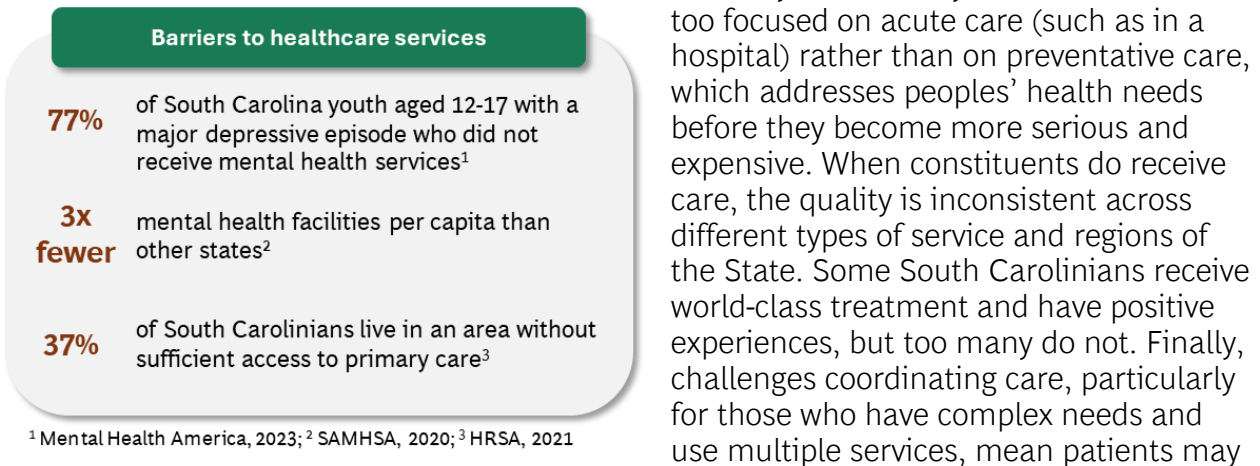 Barriers to healthcare services
77%
of South Carolina youth aged 12-17 with a
major depressive episode who did not
receive mental health services¹
3x
fewer
mental health facilities per capita than
other states²
37%
of South Carolinians live in an area without
sufficient access to primary care³
¹ Mental Health America, 2023; ² SAMHSA, 2020; ³ HRSA, 2021
too focused on acute care (such as in a
hospital) rather than on preventative care,
which addresses peoples’ health needs
before they become more serious and
expensive. When constituents do receive
care, the quality is inconsistent across
different types of service and regions of
the State. Some South Carolinians receive
world-class treatment and have positive
experiences, but too many do not. Finally,
challenges coordinating care, particularly
for those who have complex needs and
use multiple services, mean patients may